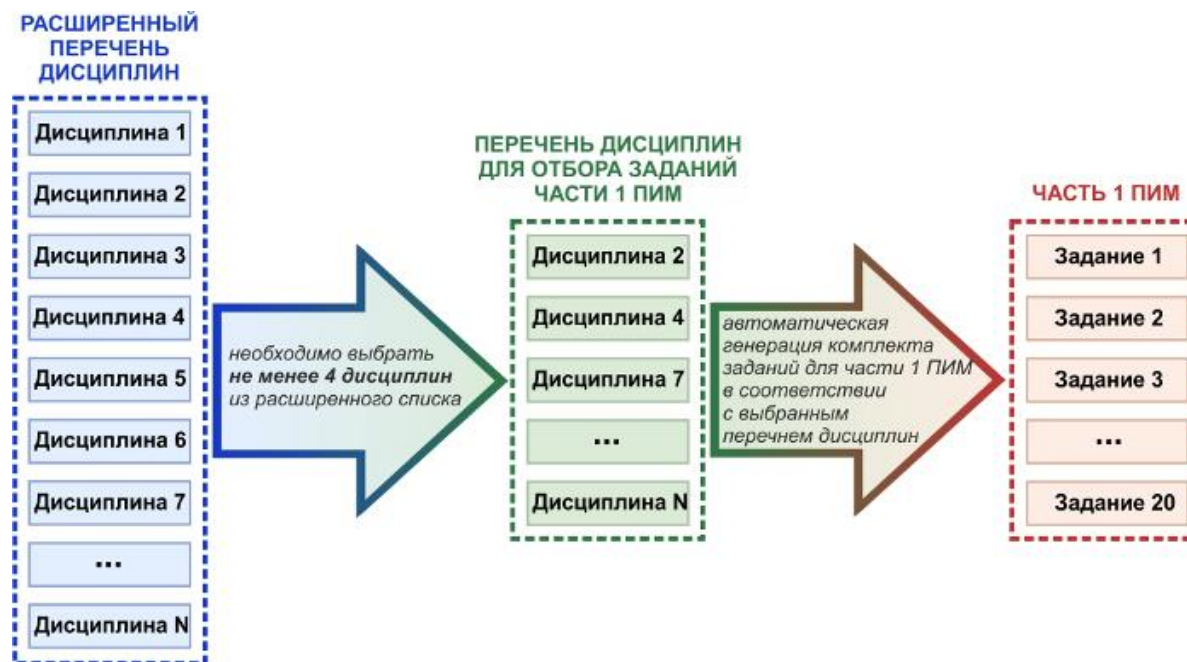 РАСШИРЕННЫЙ
ПЕРЕЧЕНЬ
ДИСЦИПЛИН
Дисциплина 1
Дисциплина 2
Дисциплина 3
Дисциплина 4
Дисциплина 5
Дисциплина 6
Дисциплина 7
...
Дисциплина N
необходимо выбрать
не менее 4 дисциплин
из расширенного списка
ПЕРЕЧЕНЬ ДИСЦИПЛИН
ДЛЯ ОТБОРА ЗАДАНИЙ
ЧАСТИ 1 ПИМ
Дисциплина 2
Дисциплина 4
Дисциплина 7
...
Дисциплина N
автоматическая
генерация комплекта
заданий для части 1 ПИМ
в соответствии
с выбранным
перечнем дисциплин
ЧАСТЬ 1 ПИМ
Задание 1
Задание 2
Задание 3
...
Задание 20